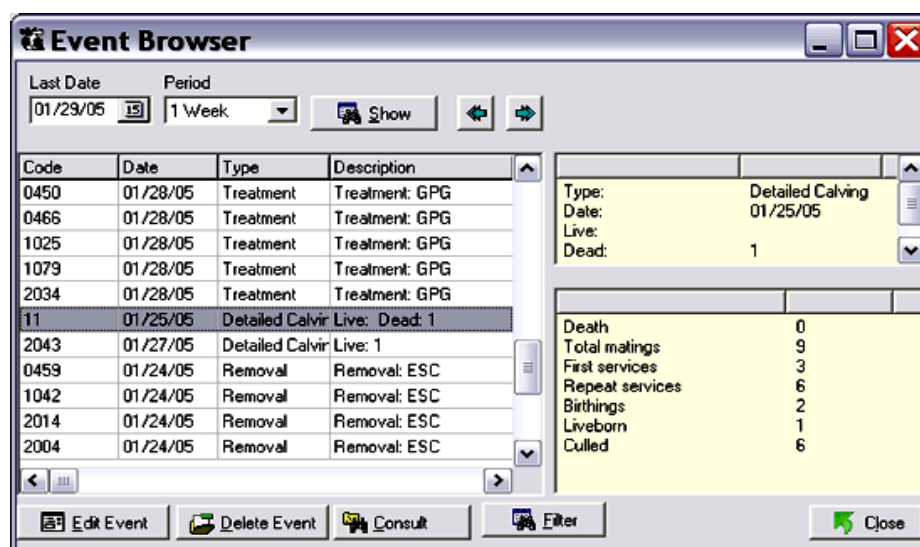 Event Browser
Last Date Period
01/29/05 15 1 Week Show
Code Date Type Description
0450 01/28/05 Treatment Treatment: GPG
0466 01/28/05 Treatment Treatment: GPG
1025 01/28/05 Treatment Treatment: GPG
1079 01/28/05 Treatment Treatment: GPG
2034 01/28/05 Treatment Treatment: GPG
11 01/25/05 Detailed Calvir Live: Dead: 1
2043 01/27/05 Detailed Calvir Live: 1
0459 01/24/05 Removal Removal: ESC
1042 01/24/05 Removal Removal: ESC
2014 01/24/05 Removal Removal: ESC
2004 01/24/05 Removal Removal: ESC
Type: Detailed Calving
Date: 01/25/05
Live:
Dead: 1
Death 0
Total matings 9
First services 3
Repeat services 6
Birthings 2
Liveborn 1
Culled 6
Edit Event Delete Event Consult Filter Close